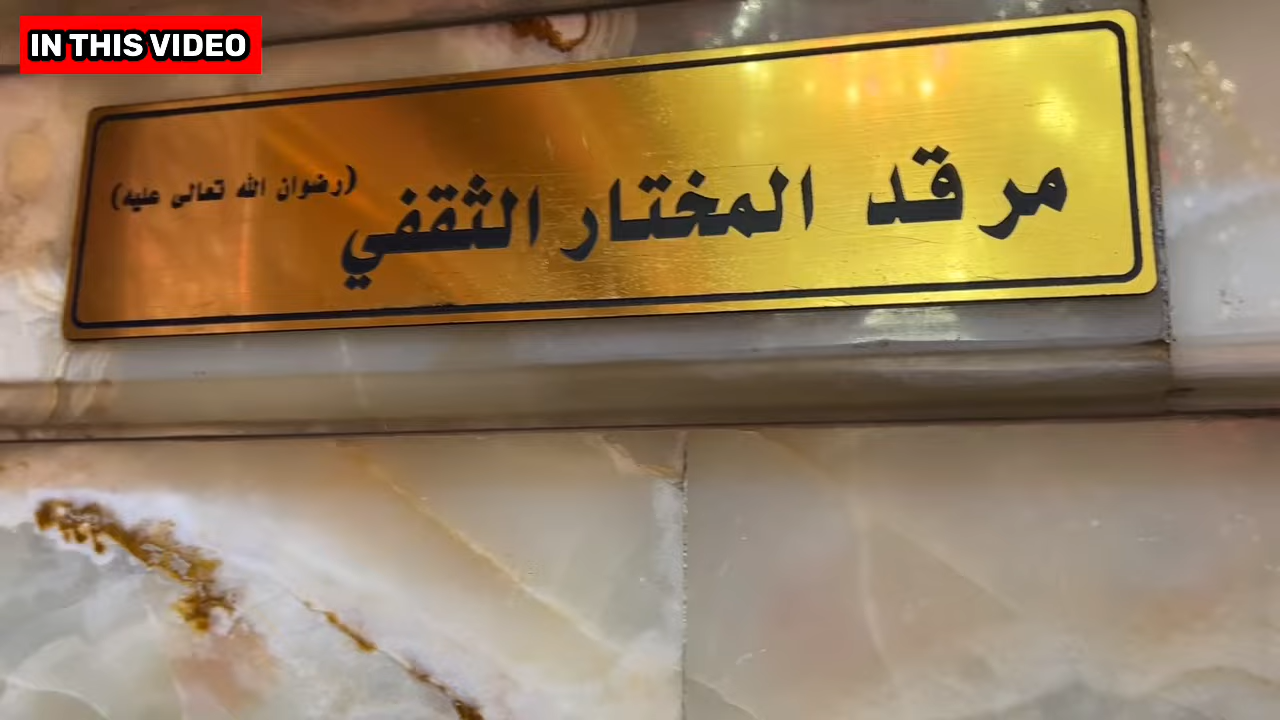 IN THIS VIDEO
مرقد المختار الثقفي (رضوان الله تعالى عليه)